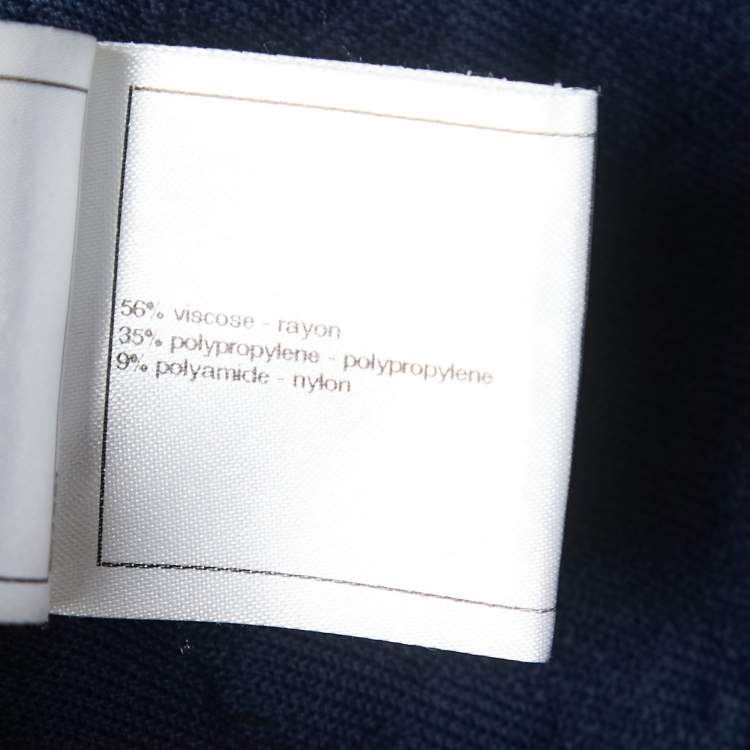 56% viscose - rayon
35% polypropylene - polypropylene
9% polyamide - nylon